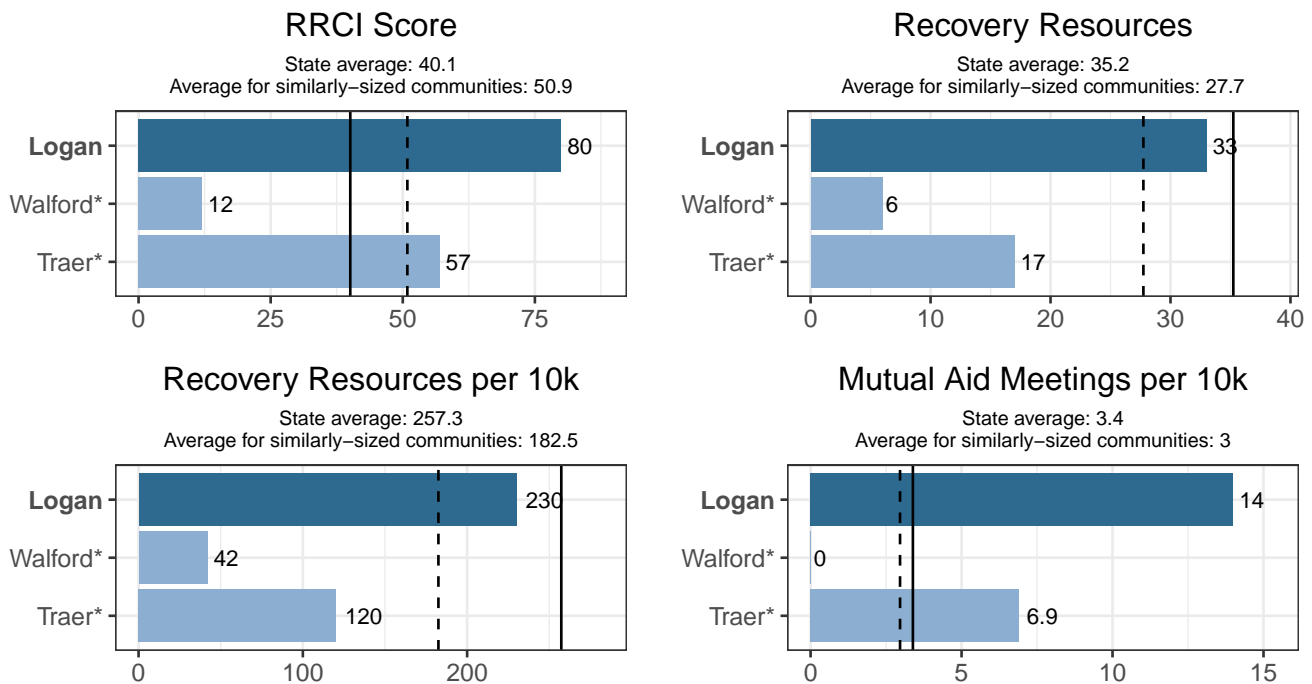 RRCI Score
State average: 40.1
Average for similarly−sized communities: 50.9
Logan
80
Walford*
12
Traer*
57
0 25 50 75
Recovery Resources
State average: 35.2
Average for similarly−sized communities: 27.7
Logan
33
Walford*
6
Traer*
17
0 10 20 30 40
Recovery Resources per 10k
State average: 257.3
Average for similarly−sized communities: 182.5
Logan
230
Walford*
42
Traer*
120
0 100 200
Mutual Aid Meetings per 10k
State average: 3.4
Average for similarly−sized communities: 3
Logan
14
Walford*
0
Traer*
6.9
0 5 10 15